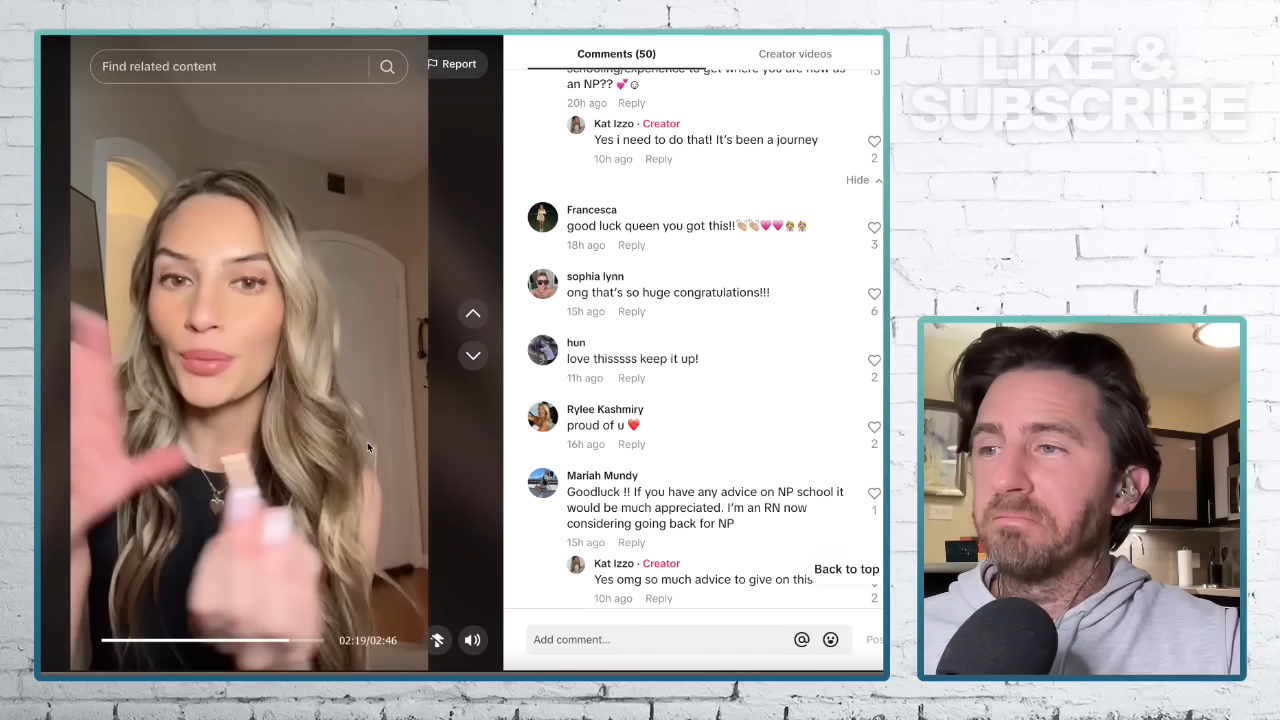 Find related content
Report
02:19/02:46
Comments (50)
Creator videos
schooling/experience to get where you are now as
an NP?? 💕☺
13
20h ago Reply
Kat Izzo · Creator
Yes i need to do that! It's been a journey
10h ago Reply
2
Hide
Francesca
good luck queen you got this!!👏🏼👏🏼💗💗👩🏼‍⚕️👩🏼‍⚕️
18h ago Reply
3
sophia lynn
ong that's so huge congratulations!!!
15h ago Reply
6
hun
love thisssss keep it up!
11h ago Reply
2
Rylee Kashmiry
proud of u ❤️
16h ago Reply
2
Mariah Mundy
Goodluck !! If you have any advice on NP school it
would be much appreciated. I'm an RN now
considering going back for NP
1
15h ago Reply
Kat Izzo · Creator
Yes omg so much advice to give on this
Back to top
10h ago Reply
2
Add comment...
LIKE &
SUBSCRIBE